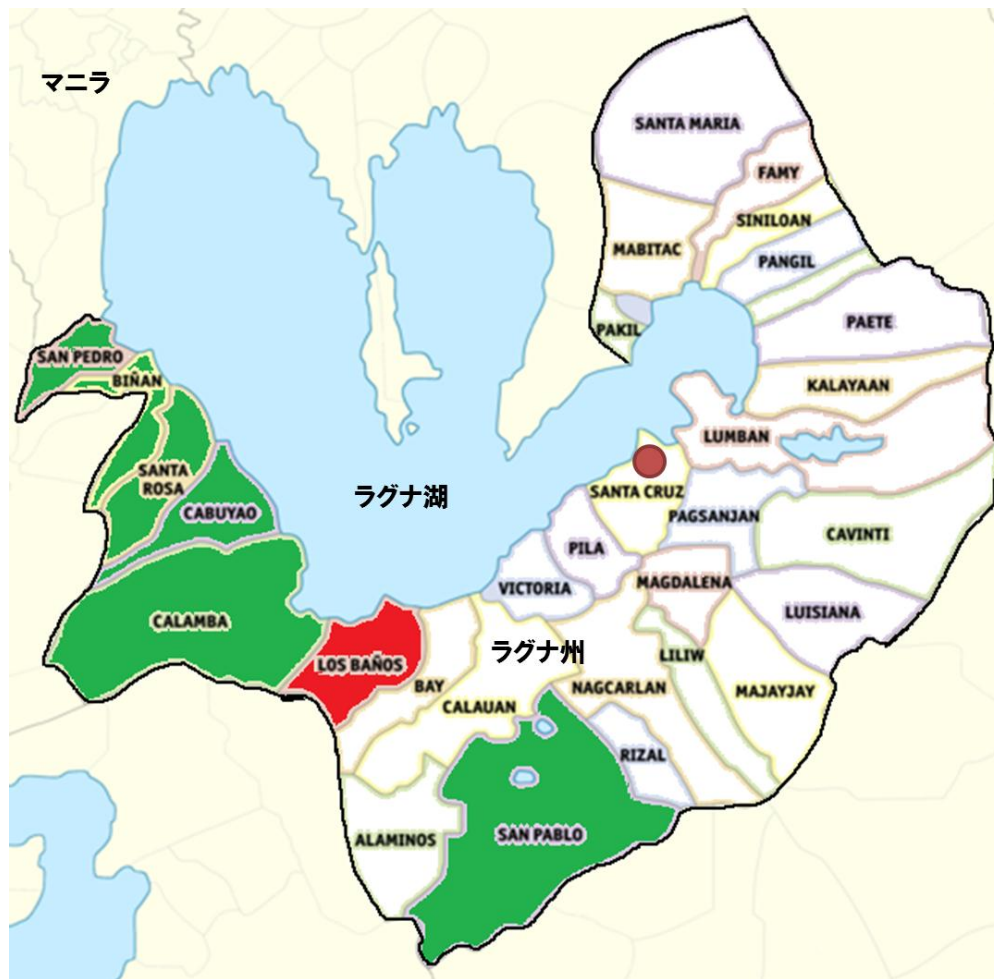 マニラ
SANTA MARIA
FAMY
SINILOAN
MABITAC
PANGIL
PAKIL
PAETE
SAN PEDRO
BIÑAN
KALAYAAN
LUMBAN
SANTA
ROSA
ラグナ湖
SANTA CRUZ
CABUYAO
PAGSANJAN
CAVINTI
PILA
VICTORIA
MAGDALENA
LUISIANA
CALAMBA
LOS BAÑOS
ラグナ州
LILIW
BAY
NAGCARLAN
MAJAYJAY
CALAUAN
RIZAL
ALAMINOS
SAN PABLO